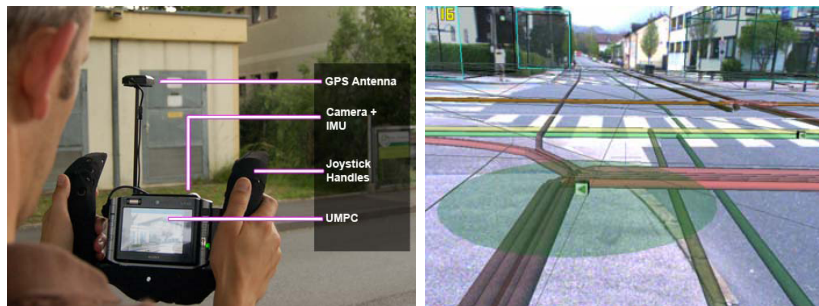 GPS Antenna
Camera +
IMU
Joystick
Handles
UMPC
16